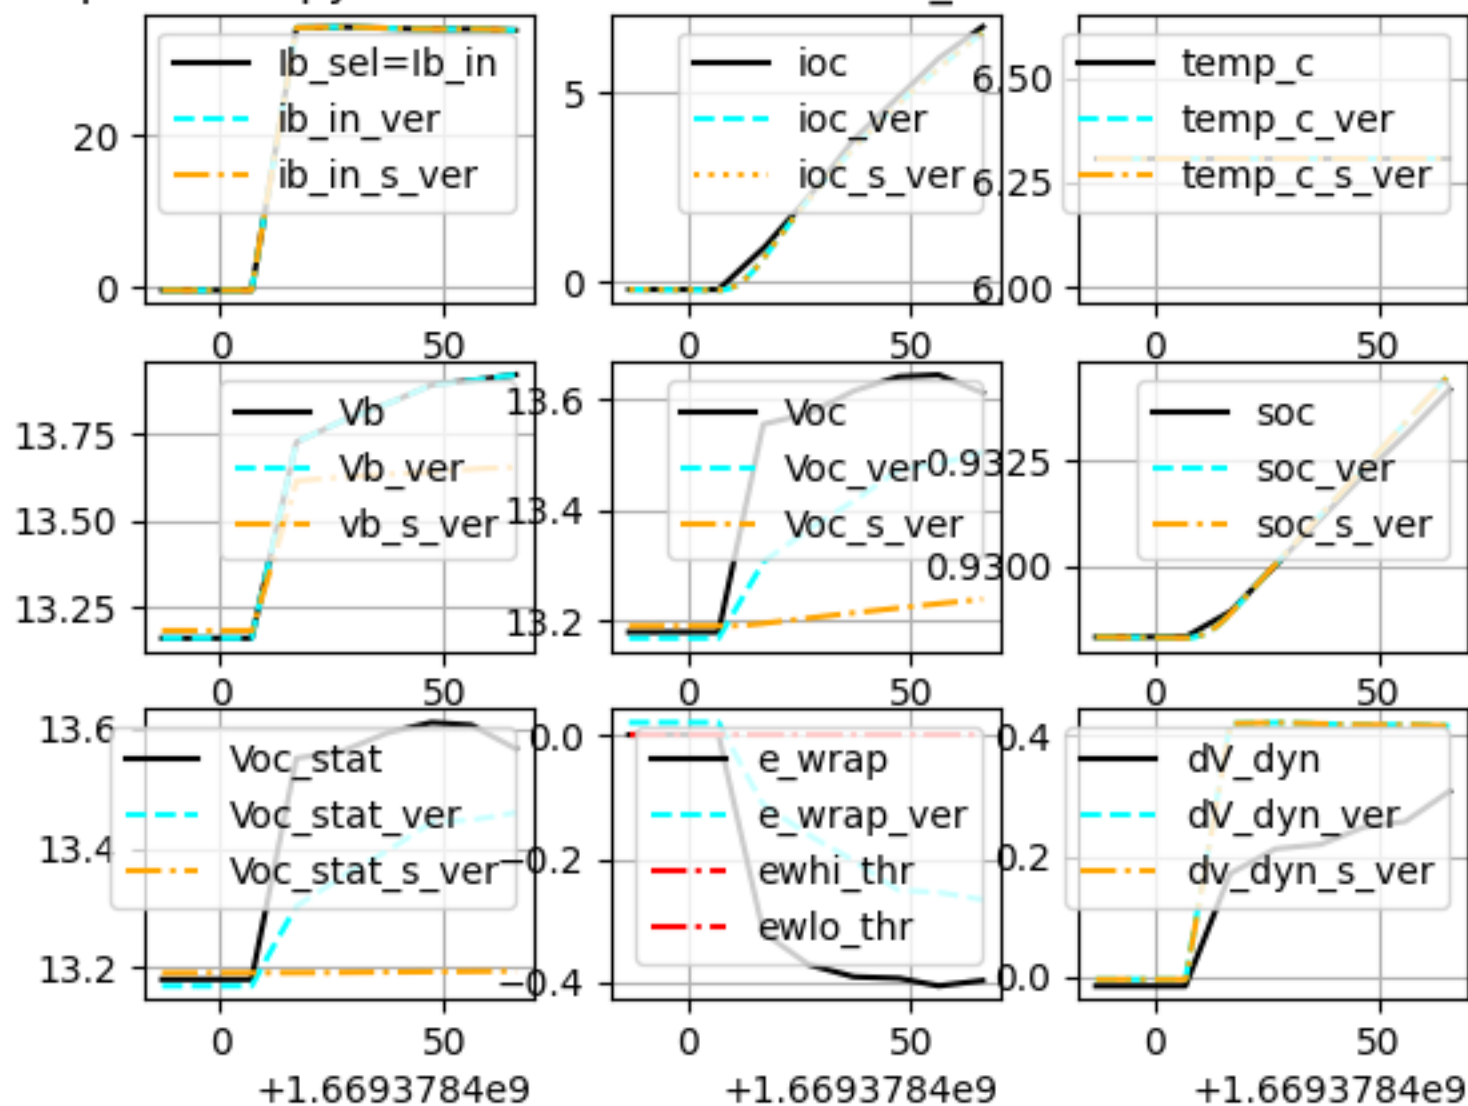 Ib_sel=Ib_in
ib_in_ver
ib_in_s_ver
20
0
0
50
ioc
ioc_ver
ioc_s_ver
5
0
0
50
temp_c
temp_c_ver
temp_c_s_ver
6.50
6.25
6.00
0
50
Vb
Vb_ver
vb_s_ver
13.75
13.50
13.25
0
50
Voc
Voc_ver
Voc_s_ver
13.6
13.4
13.2
0
50
soc
soc_ver
soc_s_ver
0.9325
0.9300
0
50
Voc_stat
Voc_stat_ver
Voc_stat_s_ver
13.6
13.4
13.2
0
50
+1.6693784e9
e_wrap
e_wrap_ver
ewhi_thr
ewlo_thr
0.0
−0.2
−0.4
0
50
+1.6693784e9
dV_dyn
dV_dyn_ver
dv_dyn_s_ver
0.4
0.2
0.0
0
50
+1.6693784e9